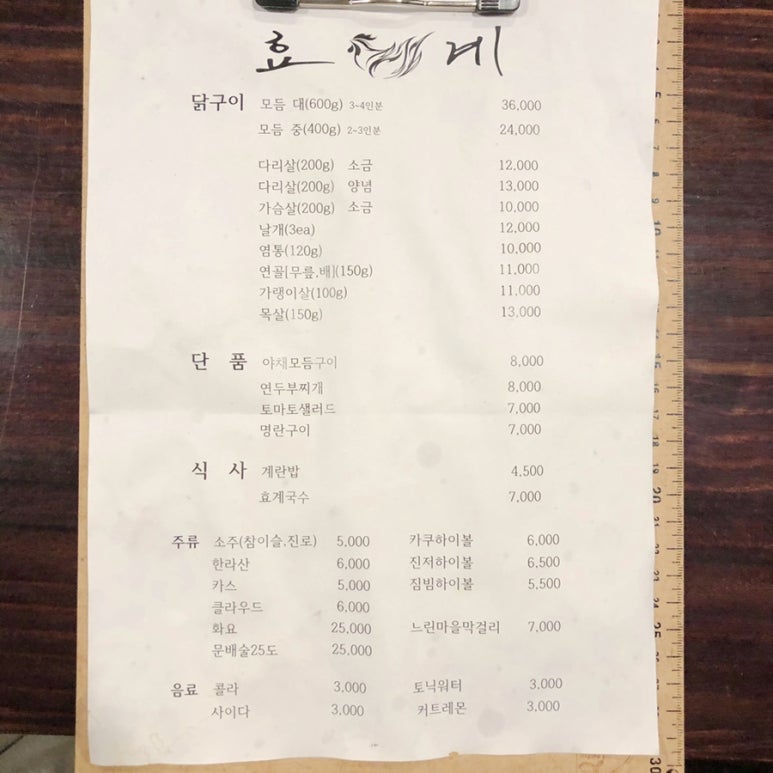 효 계
닭구이 모듬 대(600g) 3~4인분 36,000
모듬 중(400g) 2~3인분 24,000
다리살(200g) 소금 12,000
다리살(200g) 양념 13,000
가슴살(200g) 소금 10,000
날개(3ea) 12,000
염통(120g) 10,000
연골[무릎.배](150g) 11,000
가랭이살(100g) 11,000
목살(150g) 13,000
단 품 야채모듬구이 8,000
연두부찌개 8,000
토마토샐러드 7,000
명란구이 7,000
식 사 계란밥 4,500
효계국수 7,000
주류 소주(참이슬.진로) 5,000 카쿠하이볼 6,000
한라산 6,000 진저하이볼 6,500
카스 5,000 짐빔하이볼 5,500
클라우드 6,000
화요 25,000 느린마을막걸리 7,000
문배술25도 25,000
음료 콜라 3,000 토닉워터 3,000
사이다 3,000 커트레몬 3,000